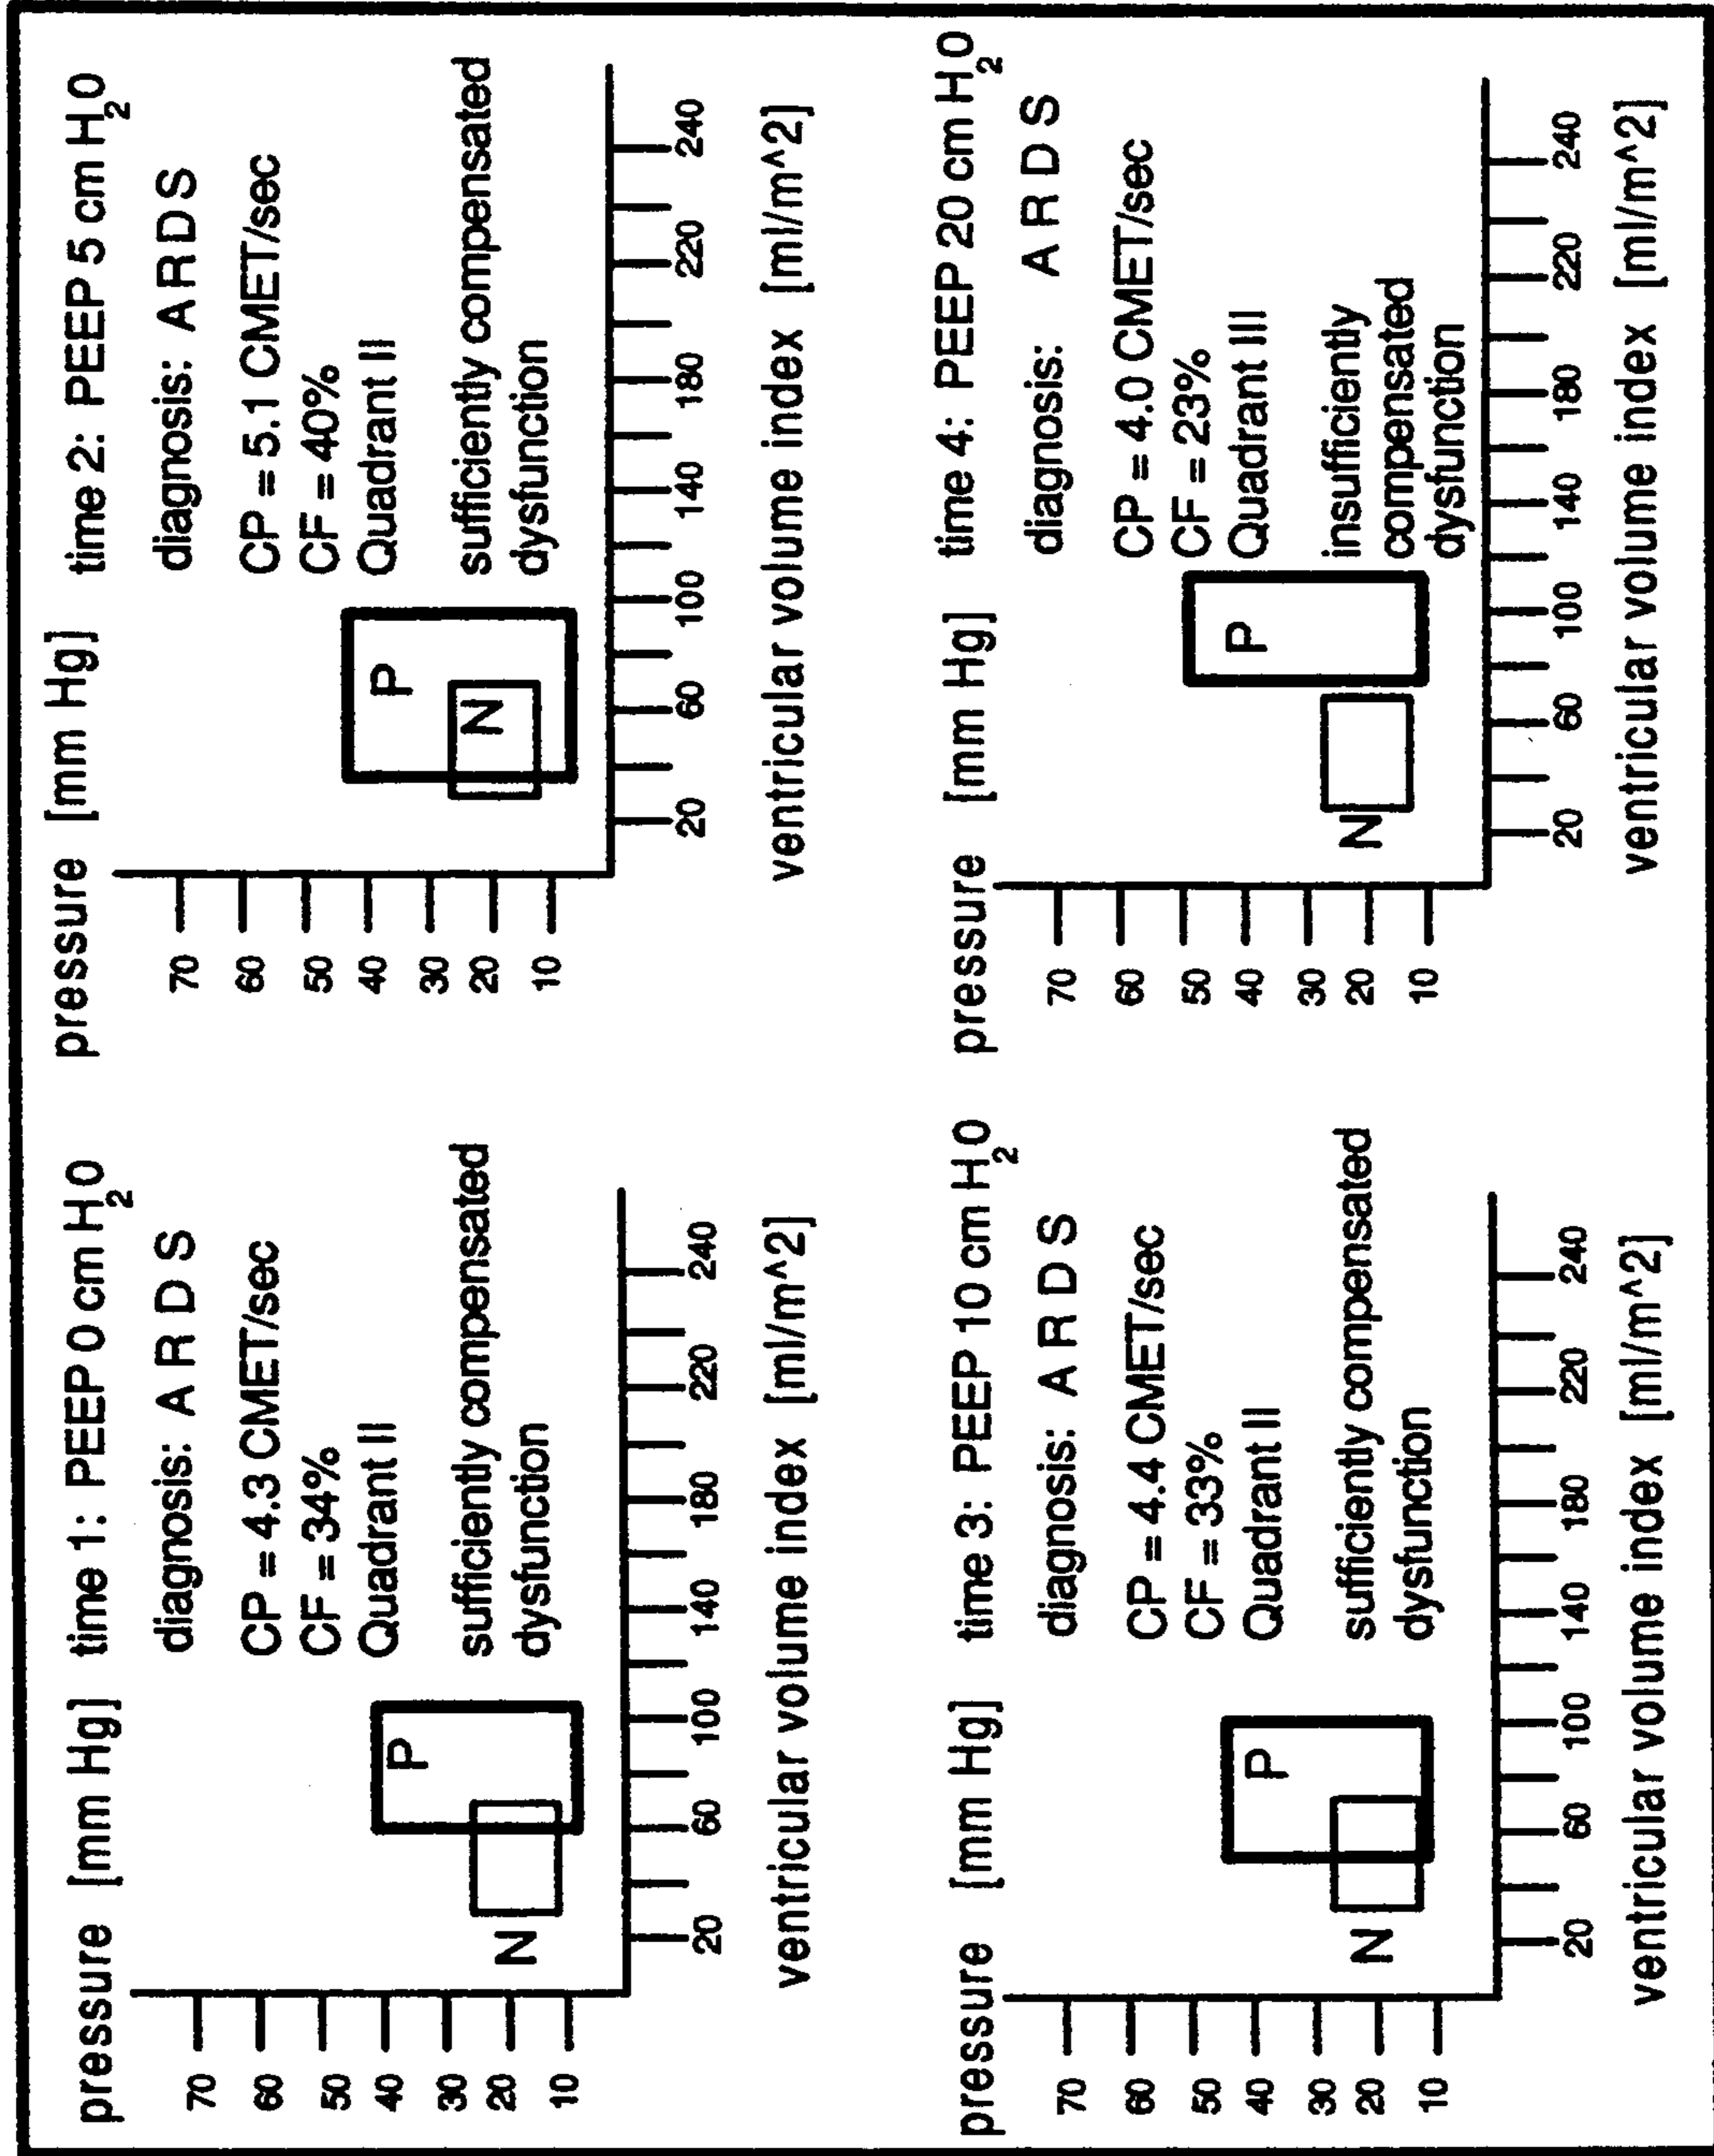 pressure [mm Hg] time 1: PEEP 0 cm H2O
diagnosis: A R D S
CP = 4.3 CMET/sec
CF = 34%
Quadrant II
sufficiently compensated
dysfunction
P
N
70
60
50
40
30
20
10
20 60 100 140 180 220 240
ventricular volume index [ml/m^2]
pressure [mm Hg] time 2: PEEP 5 cm H2O
diagnosis: A R D S
CP = 5.1 CMET/sec
CF = 40%
Quadrant II
sufficiently compensated
dysfunction
P
N
70
60
50
40
30
20
10
20 60 100 140 180 220 240
ventricular volume index [ml/m^2]
pressure [mm Hg] time 3: PEEP 10 cm H2O
diagnosis: A R D S
CP = 4.4 CMET/sec
CF = 33%
Quadrant II
sufficiently compensated
dysfunction
P
N
70
60
50
40
30
20
10
20 60 100 140 180 220 240
ventricular volume index [ml/m^2]
pressure [mm Hg] time 4: PEEP 20 cm H2O
diagnosis: A R D S
CP = 4.0 CMET/sec
CF = 23%
Quadrant III
insufficiently
compensated
dysfunction
P
N
70
60
50
40
30
20
10
20 60 100 140 180 220 240
ventricular volume index [ml/m^2]